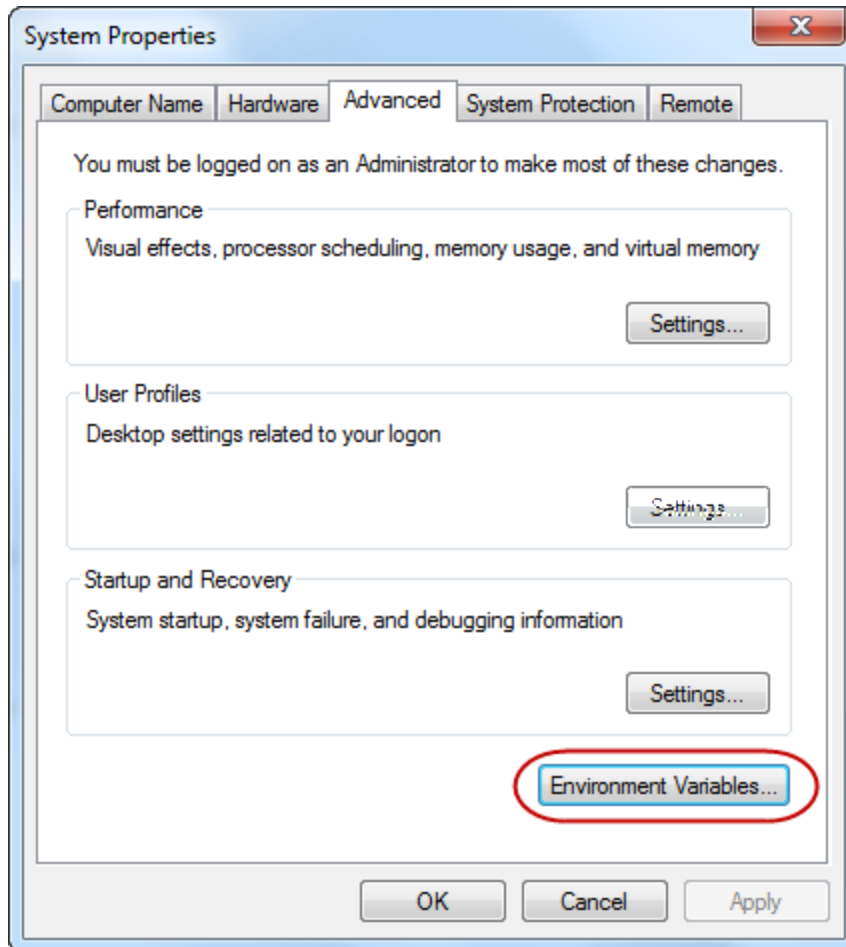 System Properties
Computer Name Hardware Advanced System Protection Remote
You must be logged on as an Administrator to make most of these changes.
Performance
Visual effects, processor scheduling, memory usage, and virtual memory
Settings...
User Profiles
Desktop settings related to your logon
Settings...
Startup and Recovery
System startup, system failure, and debugging information
Settings...
Environment Variables...
OK Cancel Apply